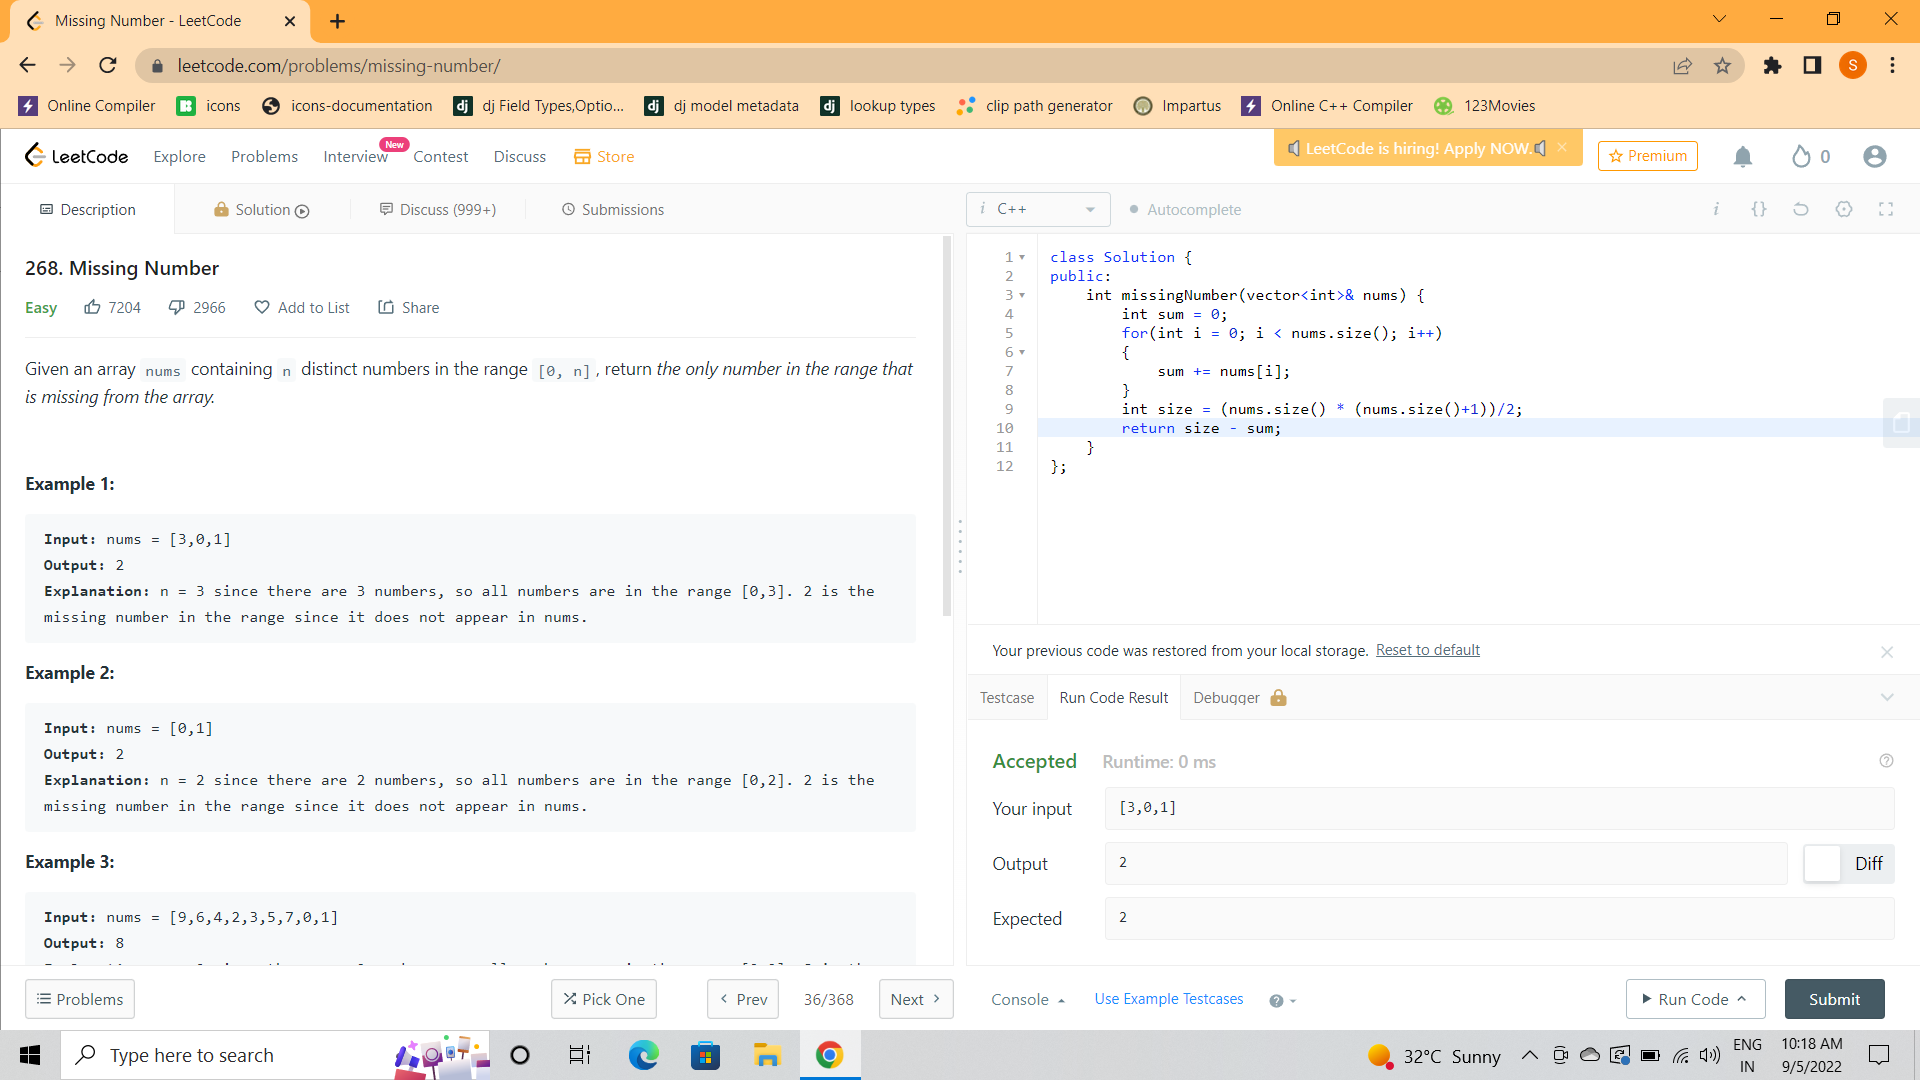 Missing Number - LeetCode
leetcode.com/problems/missing-number/
S
Online Compiler
icons
icons-documentation
dj Field Types,Optio...
dj model metadata
lookup types
clip path generator
Impartus
Online C++ Compiler
123Movies
LeetCode
Explore
Problems
Interview
New
Contest
Discuss
Store
LeetCode is hiring! Apply NOW.
Premium
0
Description
Solution
Discuss (999+)
Submissions
268. Missing Number
Easy
7204
2966
Add to List
Share
Given an array nums containing n distinct numbers in the range [0, n], return the only number in the range that
is missing from the array.
Example 1:
Input: nums = [3,0,1]
Output: 2
Explanation: n = 3 since there are 3 numbers, so all numbers are in the range [0,3]. 2 is the
missing number in the range since it does not appear in nums.
Example 2:
Input: nums = [0,1]
Output: 2
Explanation: n = 2 since there are 2 numbers, so all numbers are in the range [0,2]. 2 is the
missing number in the range since it does not appear in nums.
Example 3:
Input: nums = [9,6,4,2,3,5,7,0,1]
Output: 8
Problems
Pick One
Prev
36/368
Next
i C++
Autocomplete
i {}
1 class Solution {
2 public:
3 int missingNumber(vector<int>& nums) {
4 int sum = 0;
5 for(int i = 0; i < nums.size(); i++)
6 {
7 sum += nums[i];
8 }
9 int size = (nums.size() * (nums.size()+1))/2;
10 return size - sum;
11 }
12 };
Your previous code was restored from your local storage. Reset to default
Testcase
Run Code Result
Debugger
Accepted
Runtime: 0 ms
Your input
[3,0,1]
Output
2
Diff
Expected
2
Console
Use Example Testcases
Run Code
Submit
Type here to search
32°C Sunny
ENG
IN
10:18 AM
9/5/2022